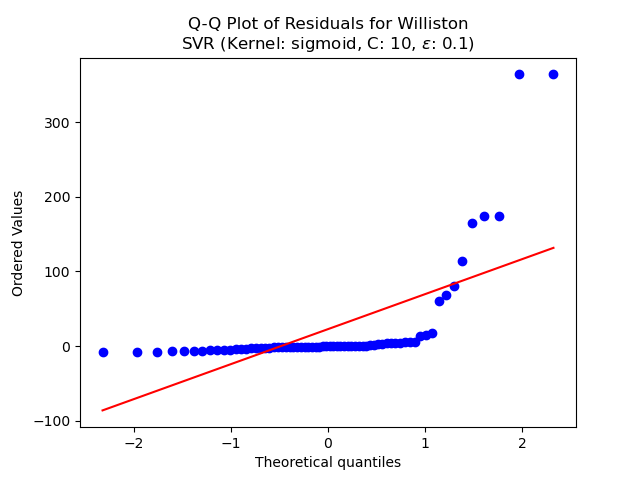 Q-Q Plot of Residuals for Williston
SVR (Kernel: sigmoid, C: 10, ε: 0.1)
Ordered Values
300
200
100
0
−100
−2
−1
0
1
2
Theoretical quantiles